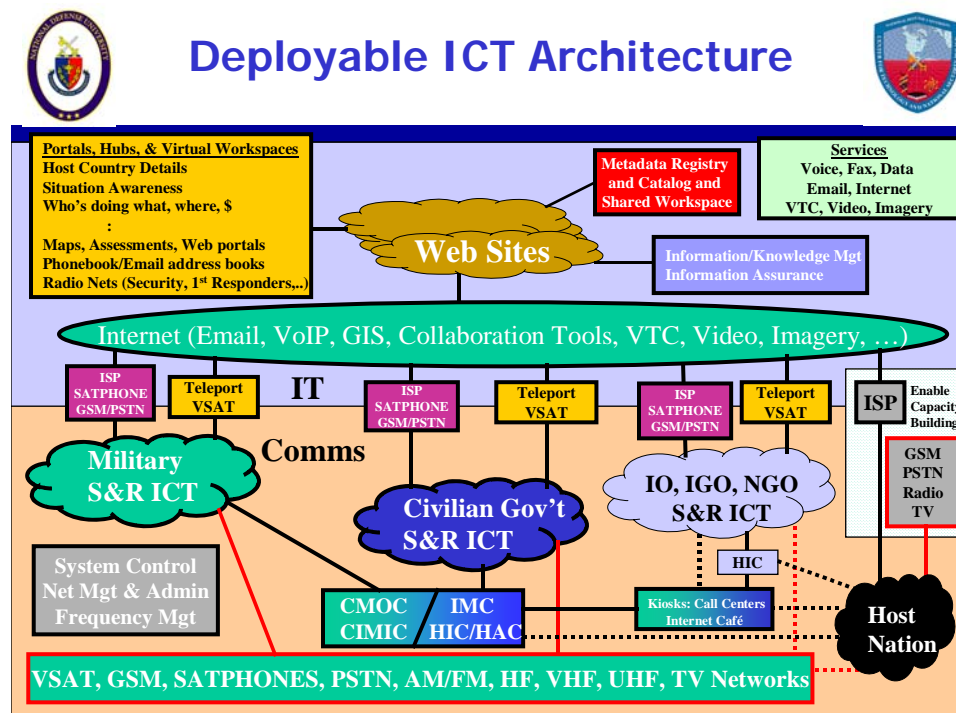 Deployable ICT Architecture
NATIONAL DEFENSE UNIVERSITY
Portals, Hubs, & Virtual Workspaces
Host Country Details
Situation Awareness
Who's doing what, where, $
:
Maps, Assessments, Web portals
Phonebook/Email address books
Radio Nets (Security, 1st Responders,..)
Web Sites
Metadata Registry
and Catalog and
Shared Workspace
Services
Voice, Fax, Data
Email, Internet
VTC, Video, Imagery
Information/Knowledge Mgt
Information Assurance
Internet (Email, VoIP, GIS, Collaboration Tools, VTC, Video, Imagery, …)
ISP
SATPHONE
GSM/PSTN
Teleport
VSAT
IT
ISP
SATPHONE
GSM/PSTN
Teleport
VSAT
ISP
SATPHONE
GSM/PSTN
Teleport
VSAT
ISP
Enable
Capacity
Building
Comms
Military
S&R ICT
Civilian Gov't
S&R ICT
IO, IGO, NGO
S&R ICT
GSM
PSTN
Radio
TV
System Control
Net Mgt & Admin
Frequency Mgt
HIC
CMOC
CIMIC
IMC
HIC/HAC
Kiosks: Call Centers
Internet Café
Host
Nation
VSAT, GSM, SATPHONES, PSTN, AM/FM, HF, VHF, UHF, TV Networks